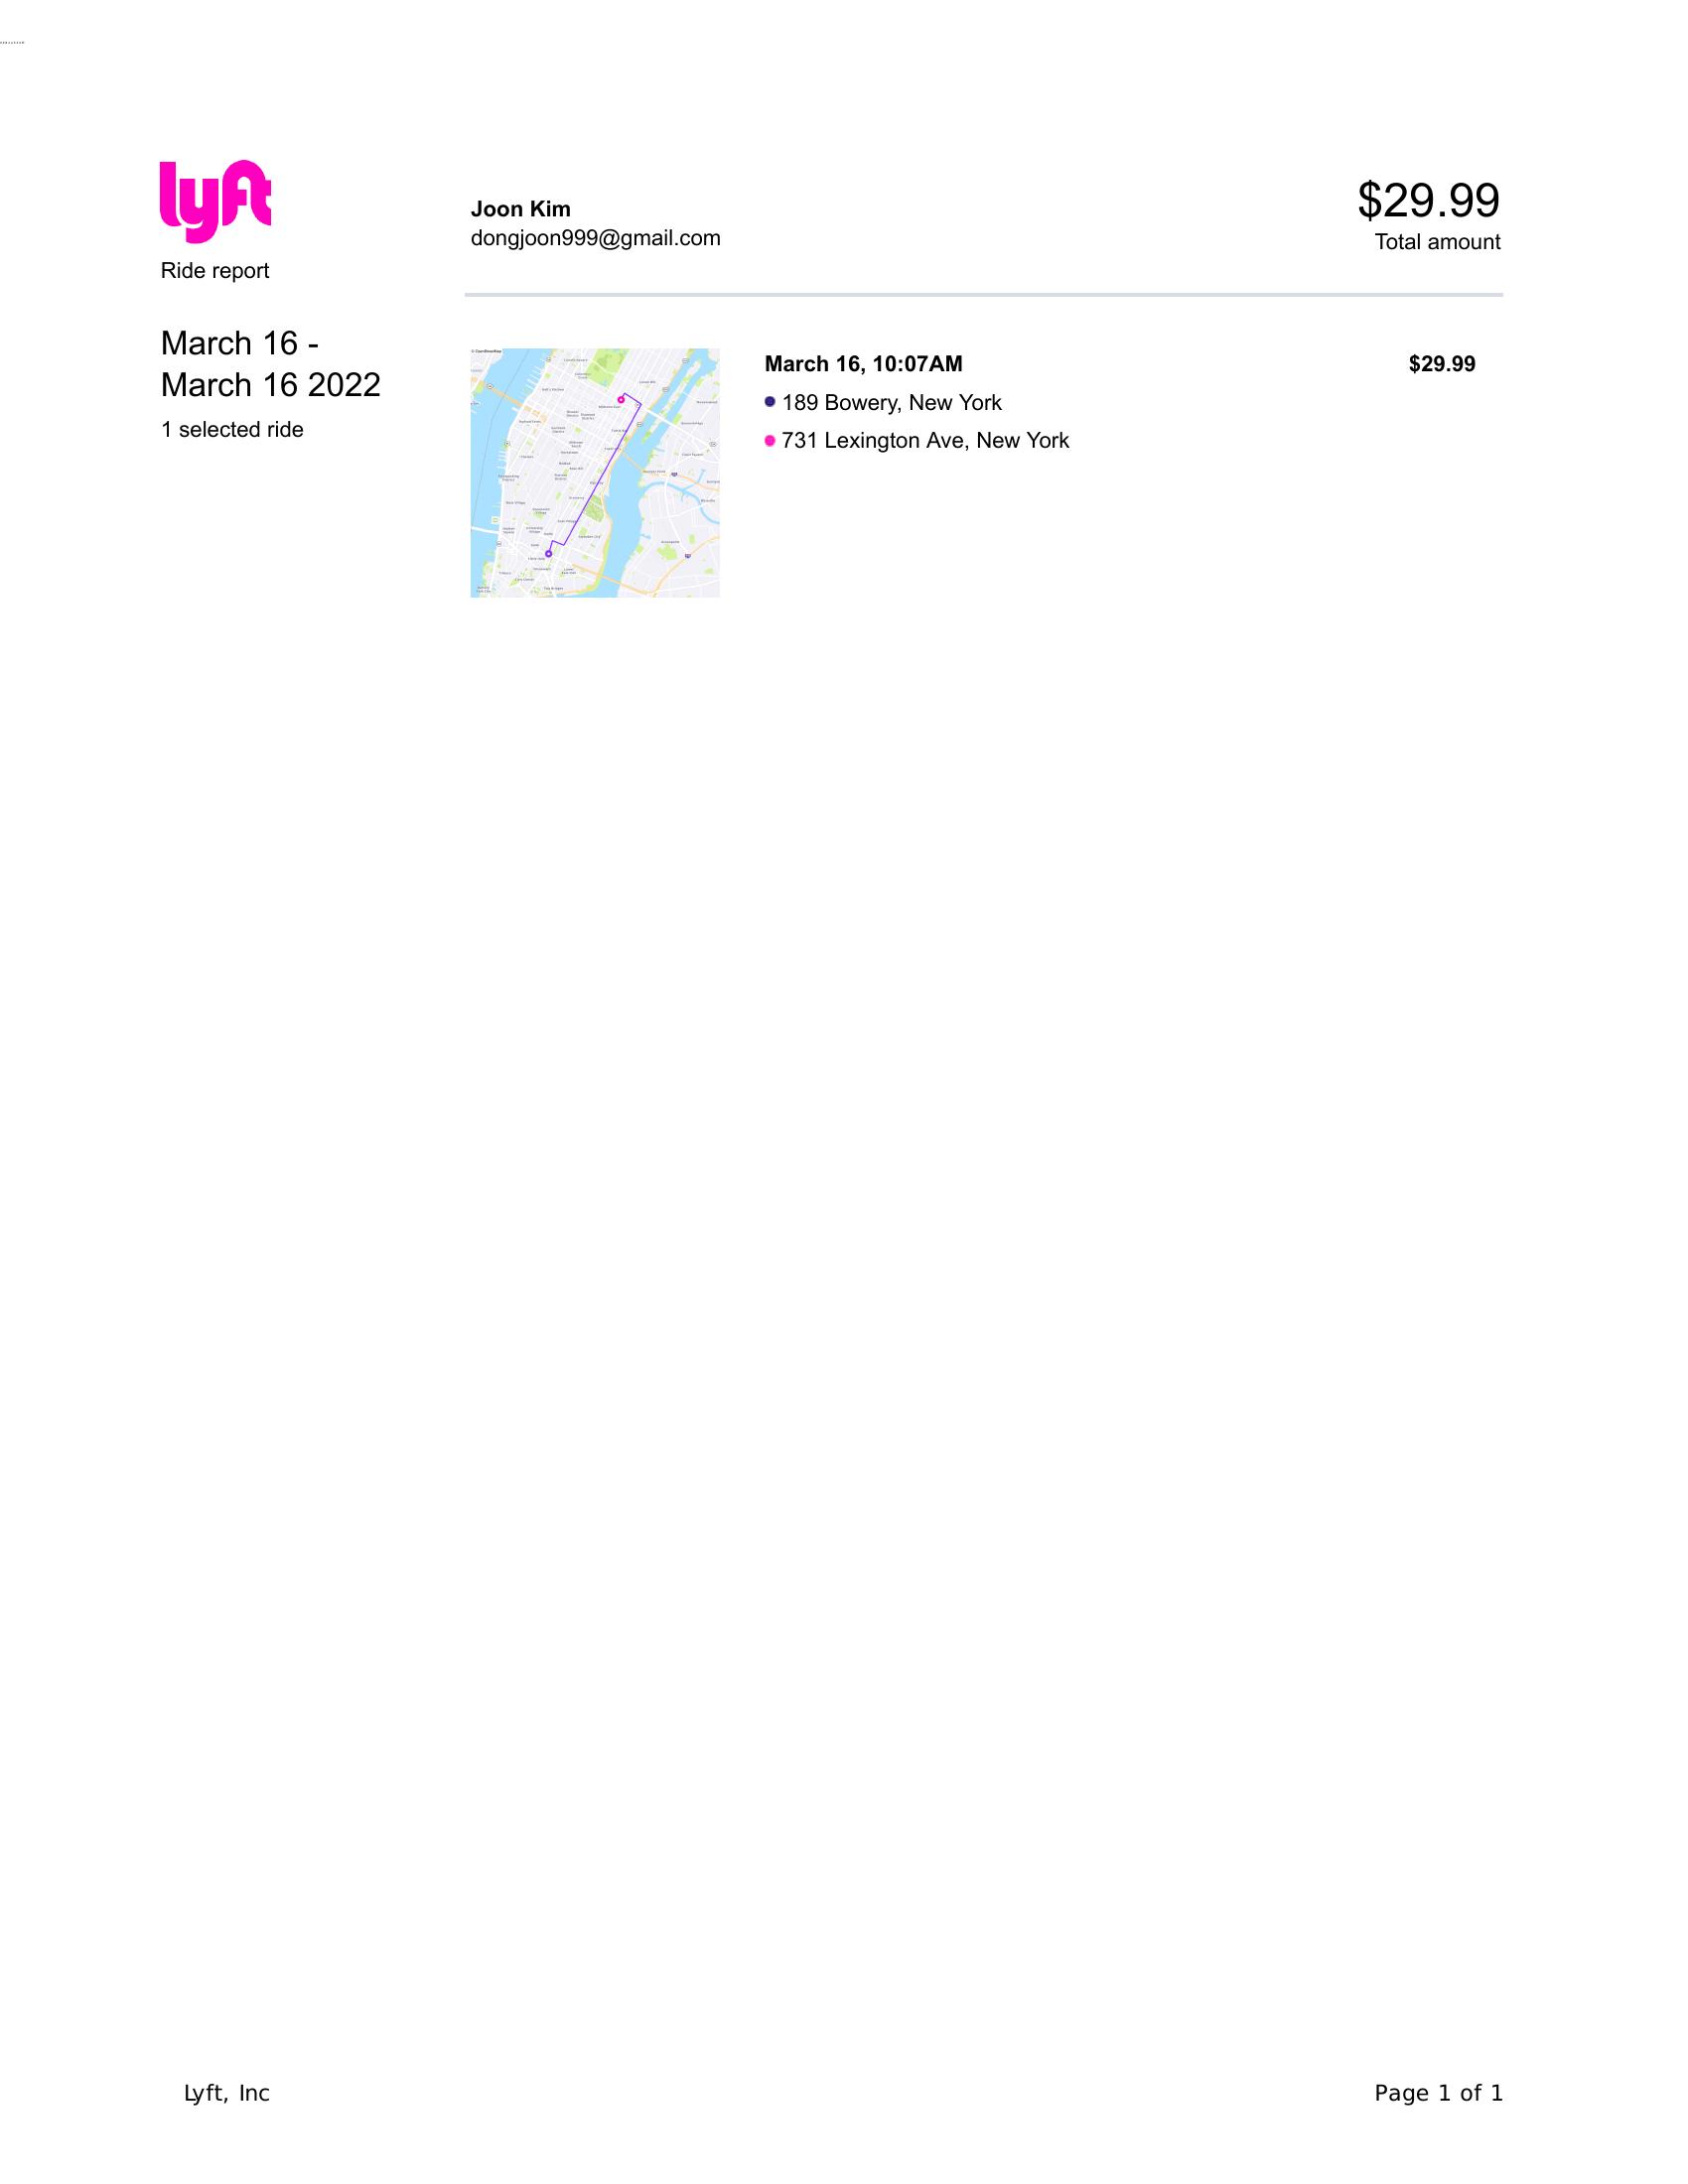 lyft
Ride report
Joon Kim
dongjoon999@gmail.com
$29.99
Total amount
March 16 -
March 16 2022
1 selected ride
March 16, 10:07AM
$29.99
189 Bowery, New York
731 Lexington Ave, New York
Lyft, Inc
Page 1 of 1